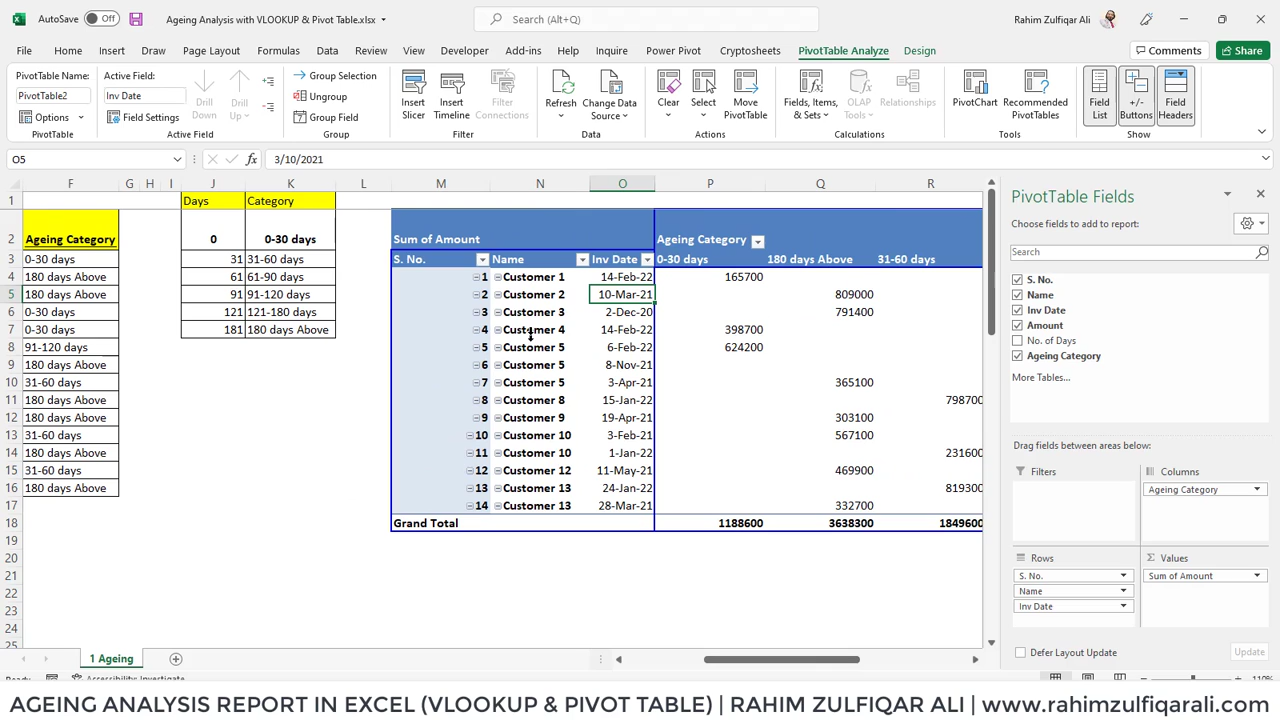 AutoSave Off Ageing Analysis with VLOOKUP & Pivot Table.xlsx Search (Alt+Q) Rahim Zulfiqar Ali
File Home Insert Draw Page Layout Formulas Data Review View Developer Add-ins Help Inquire Power Pivot Cryptosheets PivotTable Analyze Design Comments Share
PivotTable Name: Active Field: Group Selection
PivotTable2 Inv Date Drill Down Drill Up Ungroup Insert Slicer Insert Timeline Filter Connections Refresh Change Data Source Clear Select Move PivotTable Fields, Items, & Sets OLAP Tools Relationships PivotChart Recommended PivotTables Field List +/- Buttons Field Headers
Options Field Settings Group Field
PivotTable Active Field Group Filter Data Actions Calculations Tools Show
O5 fx 3/10/2021
F G H I J K L M N O P Q R
1 Days Category
2 Ageing Category 0 0-30 days Sum of Amount Ageing Category
3 0-30 days 31 31-60 days S. No. Name Inv Date 0-30 days 180 days Above 31-60 days
4 180 days Above 61 61-90 days 1 Customer 1 14-Feb-22 165700
5 180 days Above 91 91-120 days 2 Customer 2 10-Mar-21 809000
6 0-30 days 121 121-180 days 3 Customer 3 2-Dec-20 791400
7 0-30 days 181 180 days Above 4 Customer 4 14-Feb-22 398700
8 91-120 days 5 Customer 5 6-Feb-22 624200
9 180 days Above 6 Customer 5 8-Nov-21
10 31-60 days 7 Customer 5 3-Apr-21 365100
11 180 days Above 8 Customer 8 15-Jan-22 798700
12 180 days Above 9 Customer 9 19-Apr-21 303100
13 31-60 days 10 Customer 10 3-Feb-21 567100
14 180 days Above 11 Customer 10 1-Jan-22 231600
15 31-60 days 12 Customer 12 11-May-21 469900
16 180 days Above 13 Customer 13 24-Jan-22 819300
17 14 Customer 13 28-Mar-21 332700
18 Grand Total 1188600 3638300 1849600
19
20
21
22
23
24
25
PivotTable Fields
Choose fields to add to report:
Search
S. No.
Name
Inv Date
Amount
No. of Days
Ageing Category
More Tables...
Drag fields between areas below:
Filters Columns
Ageing Category
Rows Σ Values
S. No. Sum of Amount
Name
Inv Date
Defer Layout Update Update
1 Ageing
Ready Accessibility: Investigate 110%
AGEING ANALYSIS REPORT IN EXCEL (VLOOKUP & PIVOT TABLE) | RAHIM ZULFIQAR ALI | www.rahimzulfiqarali.com